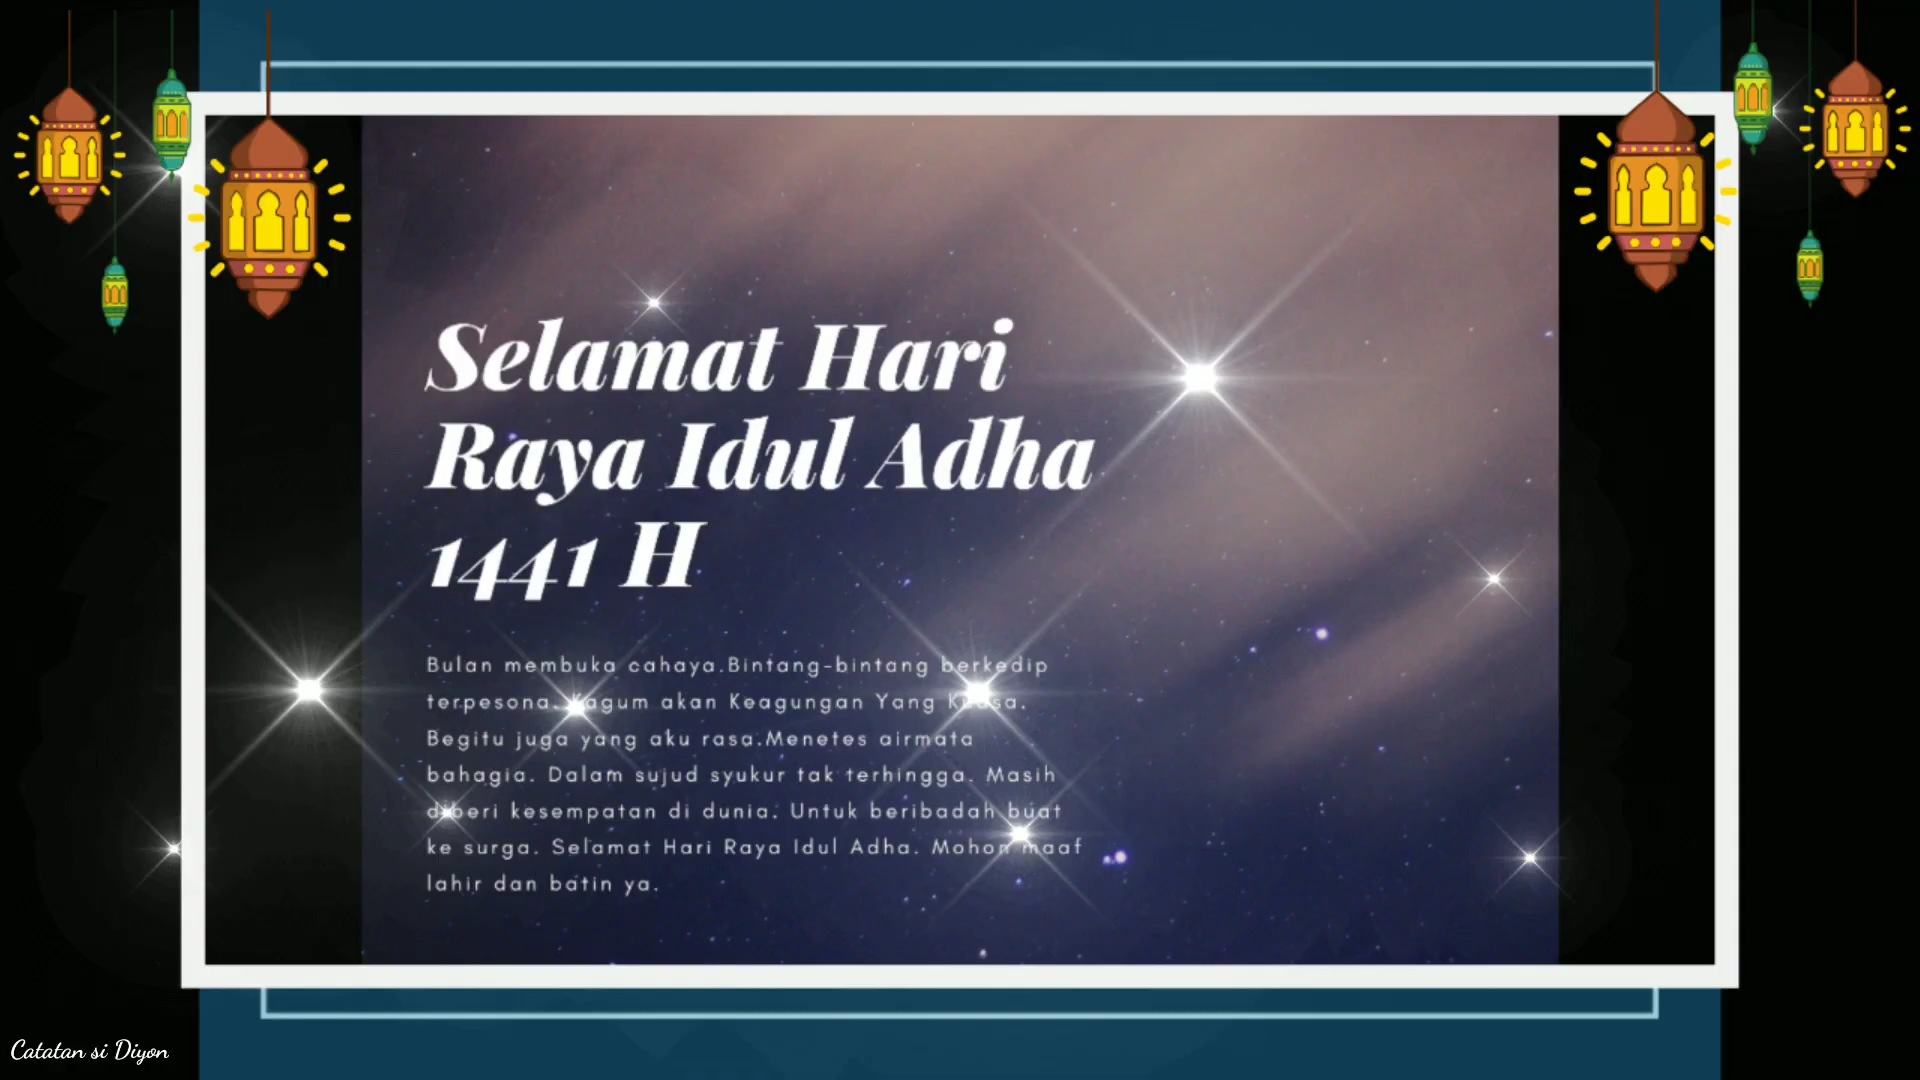 Selamat Hari
Raya Idul Adha
1441 H
Bulan membuka cahaya.Bintang-bintang berkedip
terpesona. Kagum akan Keagungan Yang Kuasa.
Begitu juga yang aku rasa.Menetes airmata
bahagia. Dalam sujud syukur tak terhingga. Masih
diberi kesempatan di dunia. Untuk beribadah buat
ke surga. Selamat Hari Raya Idul Adha. Mohon maaf
lahir dan batin ya.
Catatan si Diyon